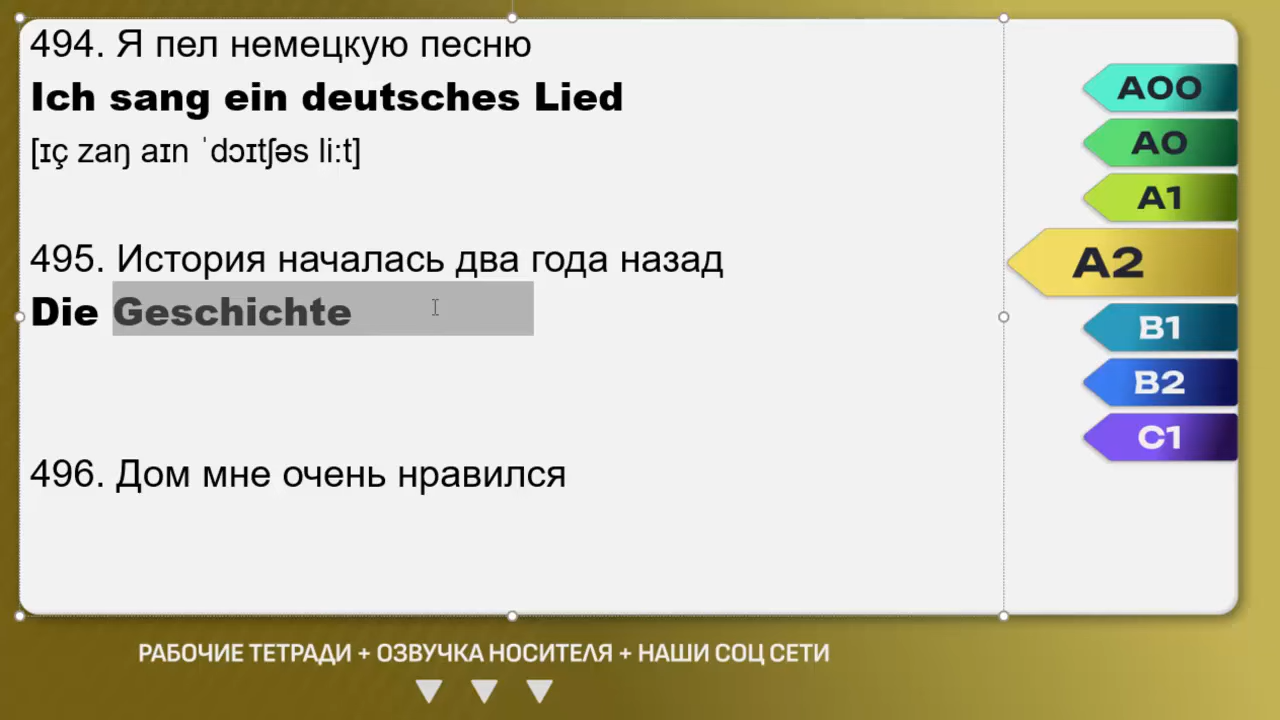 494. Я пел немецкую песню
Ich sang ein deutsches Lied
[ɪç zaŋ aɪn ˈdɔɪtʃəs li:t]
495. История началась два года назад
Die Geschichte
496. Дом мне очень нравился
A00
A0
A1
A2
B1
B2
C1
РАБОЧИЕ ТЕТРАДИ + ОЗВУЧКА НОСИТЕЛЯ + НАШИ СОЦ СЕТИ